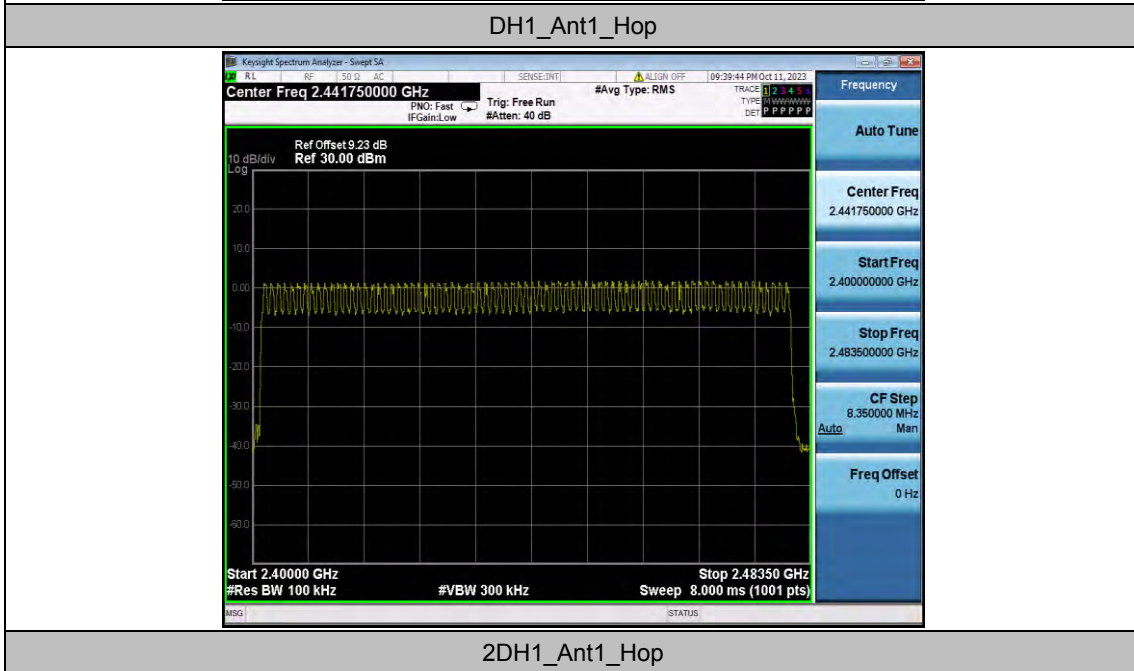 DH1_Ant1_Hop
Keysight Spectrum Analyzer - Swept SA
RL RF 50 Ω AC SENSE:INT ALIGN OFF 09:39:44 PM Oct 11, 2023
Center Freq 2.441750000 GHz
PNO: Fast
IFGain:Low
Trig: Free Run
#Atten: 40 dB
#Avg Type: RMS
TRACE 1 2 3 4 5 6
TYPE M WWWWW
DET P P P P P P
Ref Offset 9.23 dB
10 dB/div Ref 30.00 dBm
Log
20.0
10.0
0.00
-10.0
-20.0
-30.0
-40.0
-50.0
-60.0
Start 2.40000 GHz
Stop 2.48350 GHz
#Res BW 100 kHz
#VBW 300 kHz
Sweep 8.000 ms (1001 pts)
MSG
STATUS
Frequency
Auto Tune
Center Freq
2.441750000 GHz
Start Freq
2.400000000 GHz
Stop Freq
2.483500000 GHz
CF Step
8.350000 MHz
Auto Man
Freq Offset
0 Hz
2DH1_Ant1_Hop